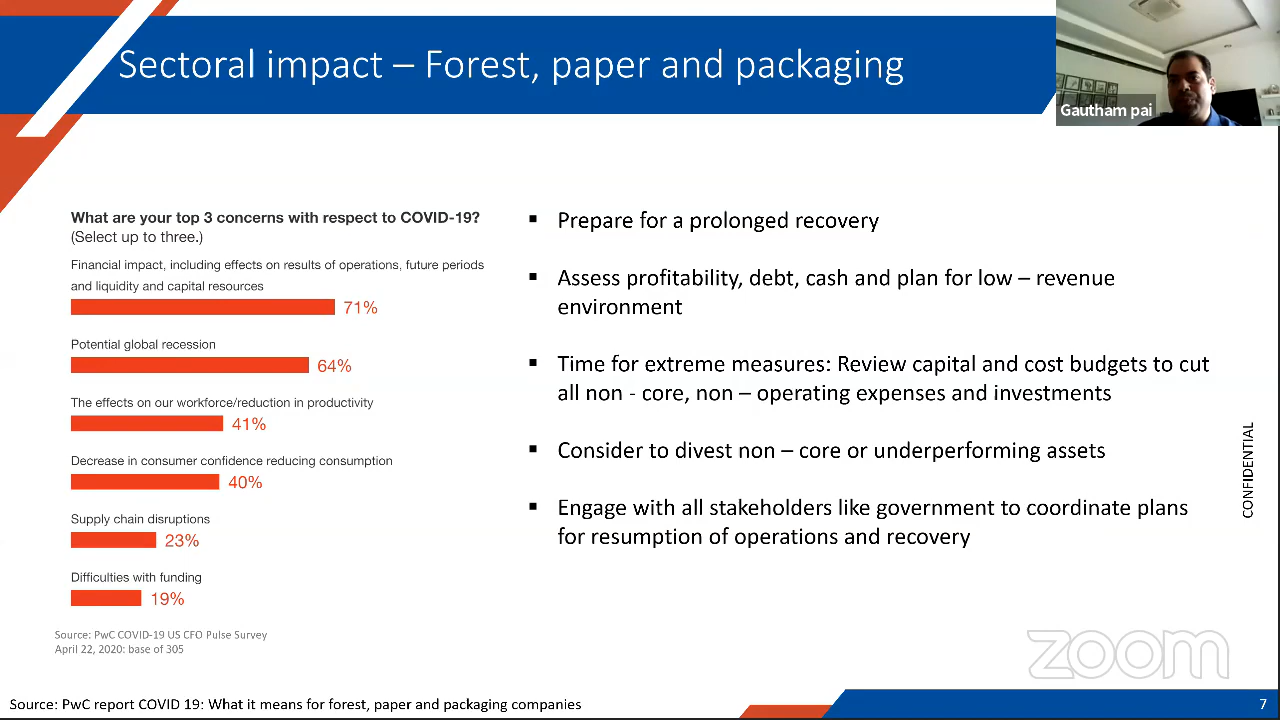 Sectoral impact – Forest, paper and packaging
Gautham pai
What are your top 3 concerns with respect to COVID-19?
(Select up to three.)
Financial impact, including effects on results of operations, future periods
and liquidity and capital resources
71%
Potential global recession
64%
The effects on our workforce/reduction in productivity
41%
Decrease in consumer confidence reducing consumption
40%
Supply chain disruptions
23%
Difficulties with funding
19%
Source: PwC COVID-19 US CFO Pulse Survey
April 22, 2020: base of 305
▪ Prepare for a prolonged recovery
▪ Assess profitability, debt, cash and plan for low – revenue
environment
▪ Time for extreme measures: Review capital and cost budgets to cut
all non - core, non – operating expenses and investments
▪ Consider to divest non – core or underperforming assets
▪ Engage with all stakeholders like government to coordinate plans
for resumption of operations and recovery
CONFIDENTIAL
zoom
Source: PwC report COVID 19: What it means for forest, paper and packaging companies
7